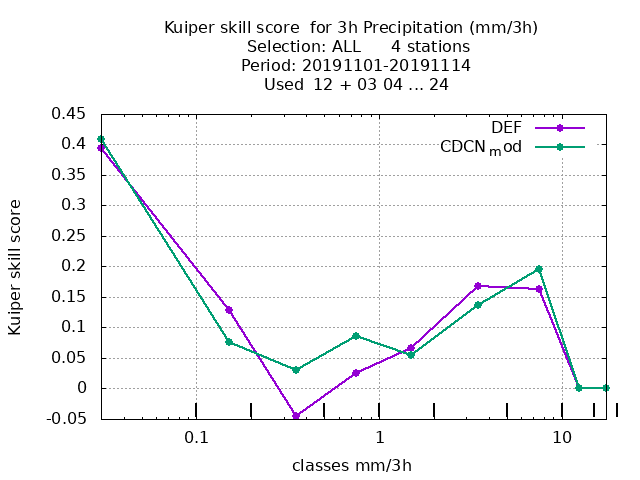 Kuiper skill score  for 3h Precipitation (mm/3h)
Selection: ALL      4 stations
Period: 20191101-20191114
Used  12 + 03 04 ... 24
DEF
CDCNmod
0.45
0.4
0.35
0.3
0.25
0.2
0.15
0.1
0.05
0
-0.05
Kuiper skill score
0.1 1 10
classes mm/3h